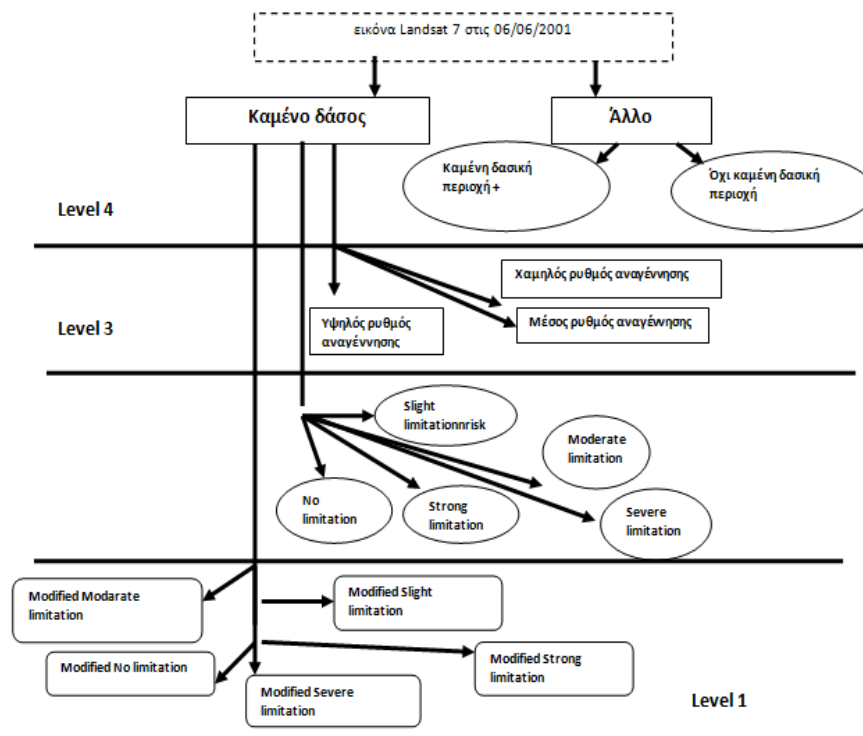 εικόνα Landsat 7 στις 06/06/2001
Καμένο δάσος
Άλλο
Καμένη δασική
περιοχή +
Όχι καμένη δασική
περιοχή
Level 4
Χαμηλός ρυθμός αναγέννησης
Level 3
Υψηλός ρυθμός
αναγέννησης
Μέσος ρυθμός αναγέννησης
Slight
limitationnrisk
Moderate
limitation
No
limitation
Strong
limitation
Severe
limitation
Modified Modarate
limitation
Modified Slight
limitation
Modified No limitation
Modified Strong
limitation
Modified Severe
limitation
Level 1